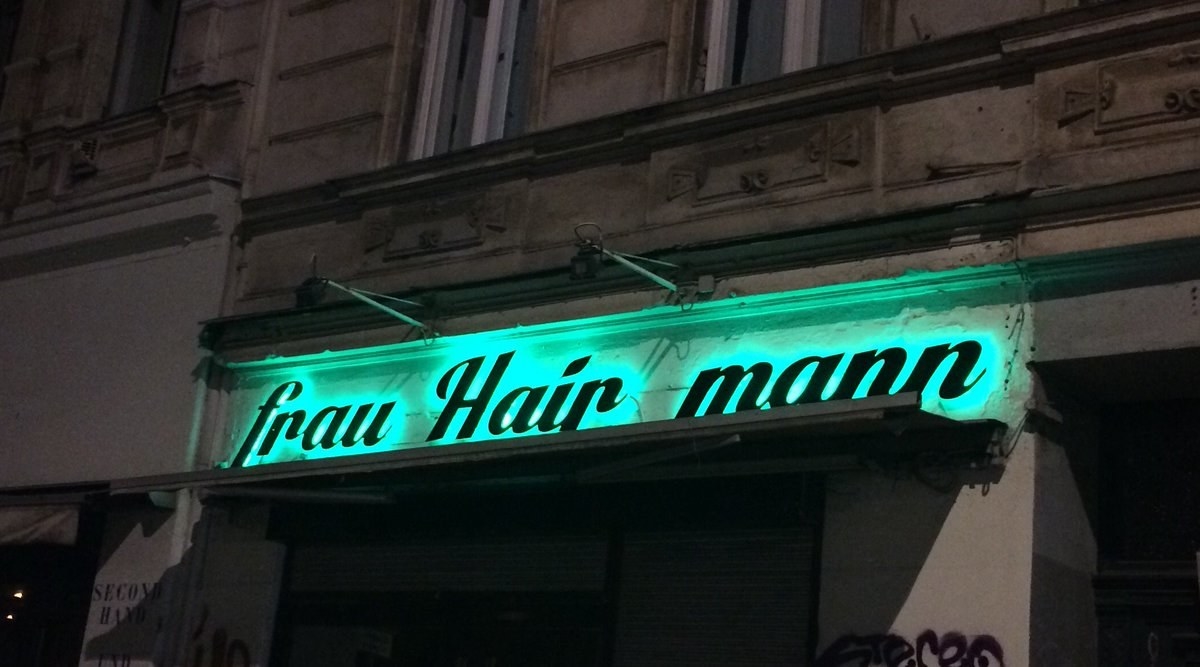 frau Hair mann
SECOND
HAND